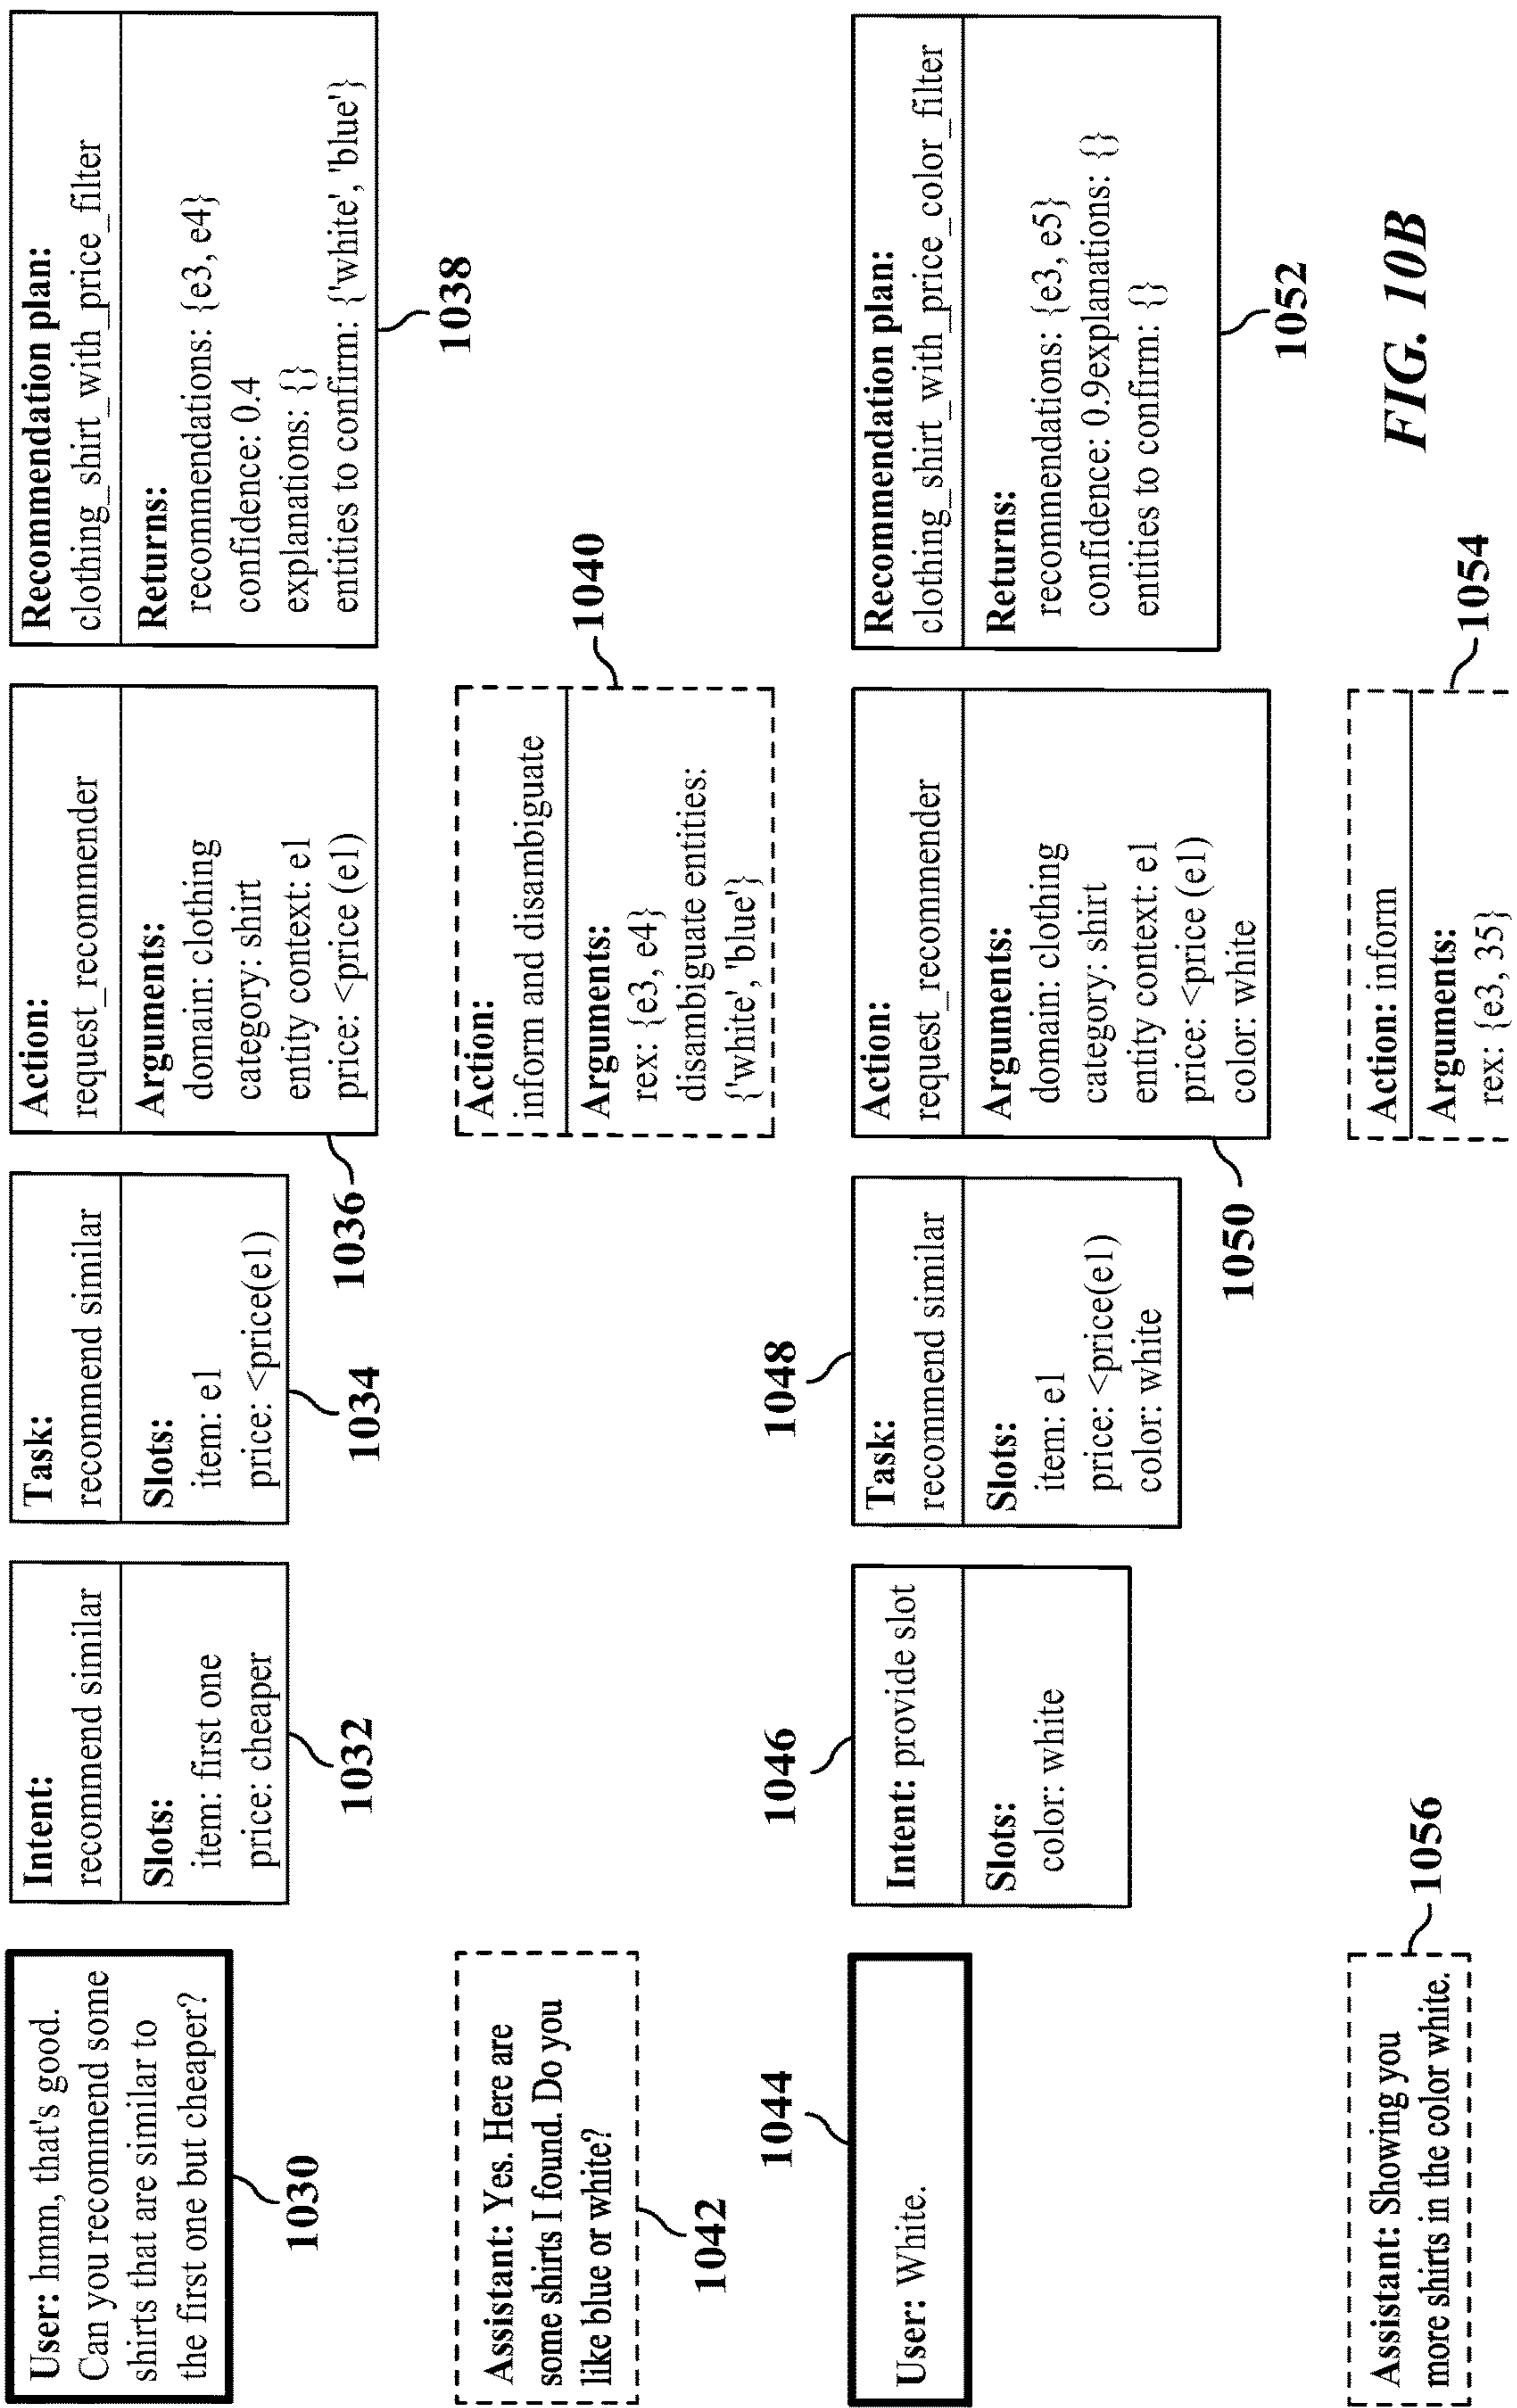 User: hmm, that's good.
Can you recommend some
shirts that are similar to
the first one but cheaper?
1030
Intent:
recommend similar
Slots:
item: first one
price: cheaper
1032
Task:
recommend similar
Slots:
item: e1
price: <price(e1)
1034
Action:
request_recommender
Arguments:
domain: clothing
category: shirt
entity context: e1
price: <price (e1)
1036
Recommendation plan:
clothing_shirt_with_price_filter
Returns:
recommendations: {e3, e4}
confidence: 0.4
explanations: {}
entities to confirm: {'white', 'blue'}
1038
Assistant: Yes. Here are
some shirts I found. Do you
like blue or white?
1042
Action:
inform and disambiguate
Arguments:
rex: {e3, e4}
disambiguate entities:
{'white', 'blue'}
1040
1044
User: White.
1046
Intent: provide slot
Slots:
color: white
1048
Task:
recommend similar
Slots:
item: e1
price: <price(e1)
color: white
Action:
request_recommender
Arguments:
domain: clothing
category: shirt
entity context: e1
price: <price (e1)
color: white
1050
Recommendation plan:
clothing_shirt_with_price_color_filter
Returns:
recommendations: {e3, e5}
confidence: 0.9explanations: {}
entities to confirm: {}
1052
Assistant: Showing you
more shirts in the color white.
1056
Action: inform
Arguments:
rex: {e3, 35}
1054
FIG. 10B